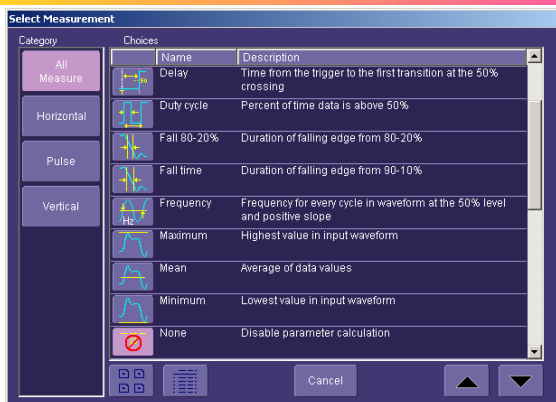 Select Measurement
Category
Choices
All
Measure
Horizontal
Pulse
Vertical
Name Description
50
Delay Time from the trigger to the first transition at the 50%
crossing
Duty cycle Percent of time data is above 50%
Fall 80-20% Duration of falling edge from 80-20%
Fall time Duration of falling edge from 90-10%
Frequency Frequency for every cycle in waveform at the 50% level
and positive slope
Hz
Maximum Highest value in input waveform
Mean Average of data values
Minimum Lowest value in input waveform
None Disable parameter calculation
Cancel